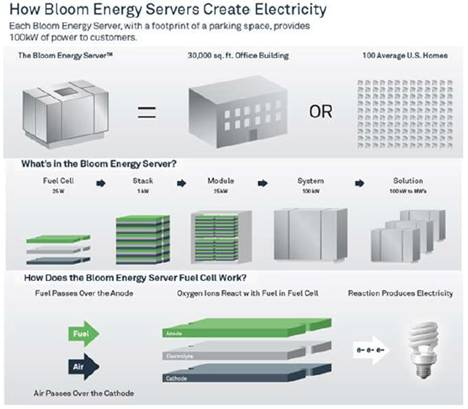 How Bloom Energy Servers Create Electricity
Each Bloom Energy Server, with a footprint of a parking space, provides
100kW of power to customers.
The Bloom Energy Server™
30,000 sq. ft. Office Building
100 Average U.S. Homes
=
OR
What's in the Bloom Energy Server?
Fuel Cell
Stack
Module
System
Solution
25 W
1 kW
25kW
100 kW
100 kW to MW's
How Does the Bloom Energy Server Fuel Cell Work?
Fuel Passes Over the Anode
Oxygen Ions React with Fuel in Fuel Cell
Reaction Produces Electricity
Fuel
Anode
Electrolyte
e- e- e-
Air
Cathode
Air Passes Over the Cathode